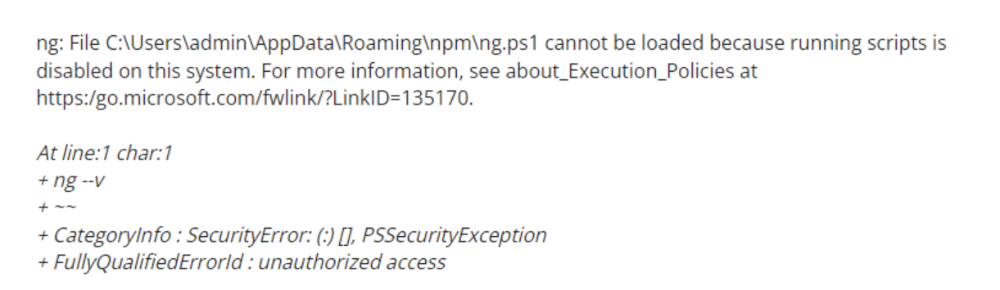 ng: File C:\Users\admin\AppData\Roaming\npm\ng.ps1 cannot be loaded because running scripts is
disabled on this system. For more information, see about_Execution_Policies at
https:/go.microsoft.com/fwlink/?LinkID=135170.
At line:1 char:1
+ ng --v
+ ~~
+ CategoryInfo : SecurityError: (:) [], PSSecurityException
+ FullyQualifiedErrorId : unauthorized access